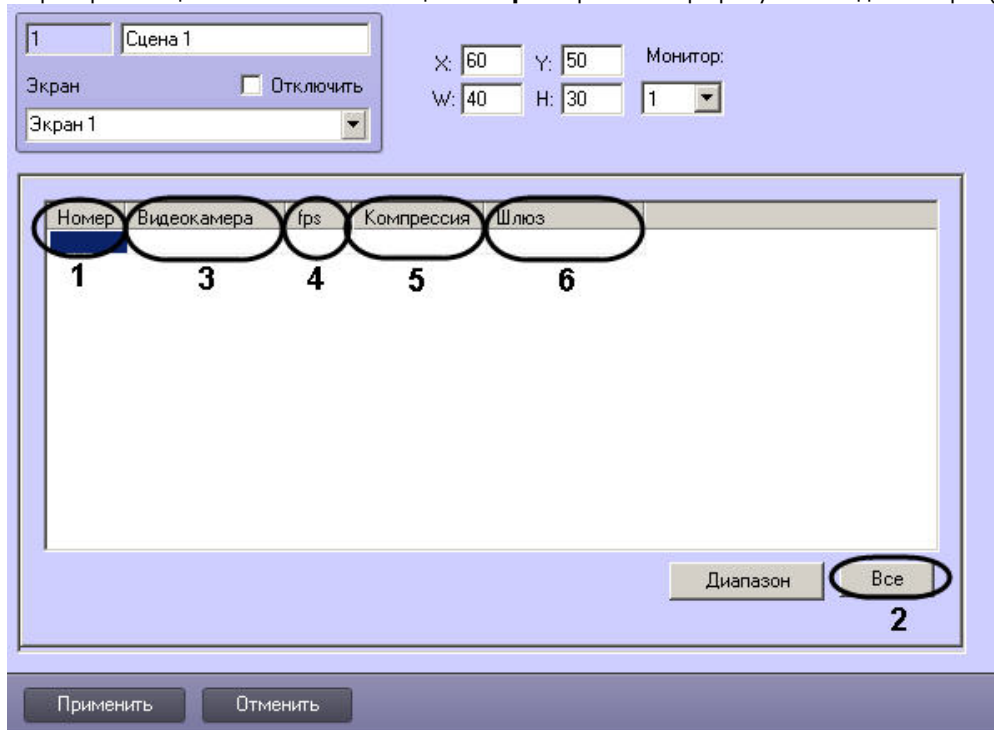 1 Сцена 1
Экран Отключить
Экран 1
X: 60 Y: 50 Монитор:
W: 40 H: 30 1
Номер Видеокамера fps Компрессия Шлюз
1 3 4 5 6
Диапазон Все
2
Применить Отменить